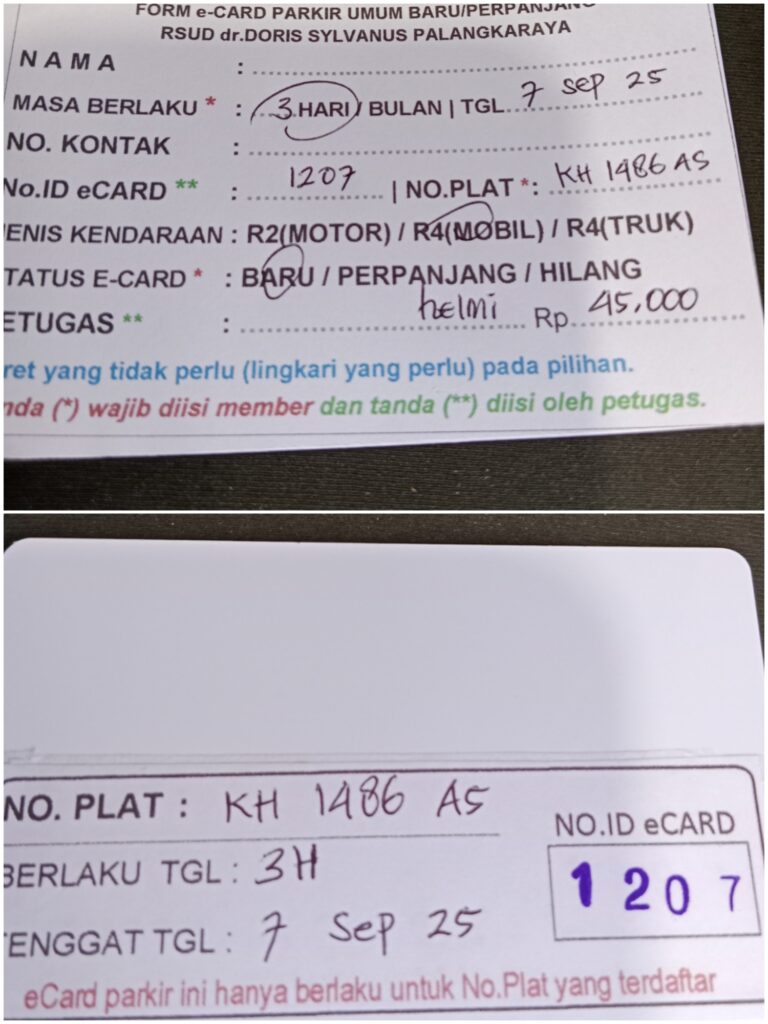 FORM e-CARD PARKIR UMUM BARU/PERPANJANG
RSUD dr.DORIS SYLVANUS PALANGKARAYA
NAMA :
MASA BERLAKU * : 3 HARI / BULAN | TGL 7 Sep 25
NO. KONTAK :
No.ID eCARD ** : 1207 | NO.PLAT *: KH 1486 AS
ENIS KENDARAAN : R2(MOTOR) / R4(MOBIL) / R4(TRUK)
TATUS E-CARD * : BARU / PERPANJANG / HILANG
ETUGAS ** : helmi Rp. 45.000
ret yang tidak perlu (lingkari yang perlu) pada pilihan.
nda (*) wajib diisi member dan tanda (**) diisi oleh petugas.
NO. PLAT : KH 1486 AS
NO.ID eCARD
BERLAKU TGL : 3H
1207
TENGGAT TGL : 7 Sep 25
eCard parkir ini hanya berlaku untuk No.Plat yang terdaftar